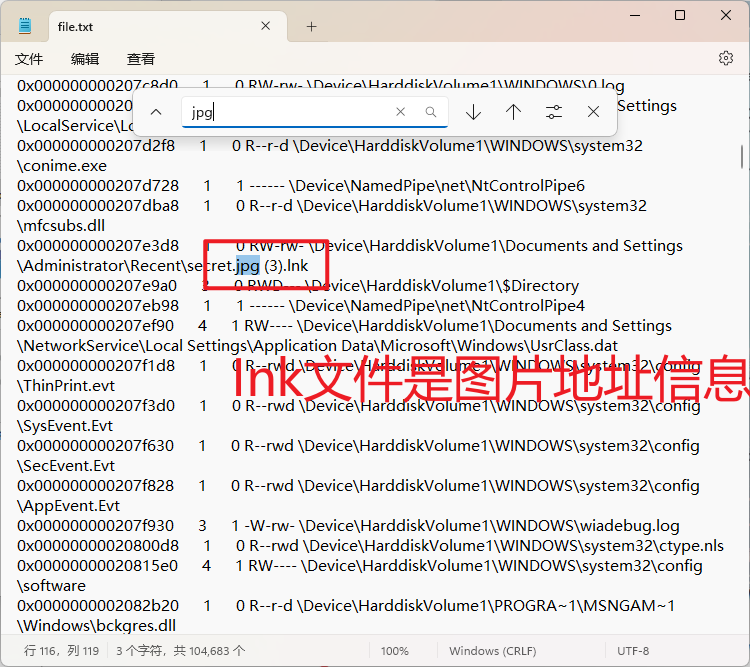 file.txt
文件 编辑 查看
0x000000000207c8d0 1 0 RW-rw- \Device\HarddiskVolume1\WINDOWS\0.log
jpg
Settings
\LocalService\Lo
0x000000000207d2f8 1 0 R--r-d \Device\HarddiskVolume1\WINDOWS\system32
\conime.exe
0x000000000207d728 1 1 ------ \Device\NamedPipe\net\NtControlPipe6
0x000000000207dba8 1 0 R--r-d \Device\HarddiskVolume1\WINDOWS\system32
\mfcsubs.dll
0x000000000207e3d8 1 0 RW-rw- \Device\HarddiskVolume1\Documents and Settings
\Administrator\Recent\secret.jpg (3).lnk
0x000000000207e9a0 3 0 RWD--- \Device\HarddiskVolume1\$Directory
0x000000000207eb98 1 1 ------ \Device\NamedPipe\net\NtControlPipe4
0x000000000207ef90 4 1 RW---- \Device\HarddiskVolume1\Documents and Settings
\NetworkService\Local Settings\Application Data\Microsoft\Windows\UsrClass.dat
0x000000000207f1d8 1 0 R--rwd \Device\HarddiskVolume1\WINDOWS\system32\config
\ThinPrint.evt
lnk文件是图片地址信息
0x000000000207f3d0 1 0 R--rwd \Device\HarddiskVolume1\WINDOWS\system32\config
\SysEvent.Evt
0x000000000207f630 1 0 R--rwd \Device\HarddiskVolume1\WINDOWS\system32\config
\SecEvent.Evt
0x000000000207f828 1 0 R--rwd \Device\HarddiskVolume1\WINDOWS\system32\config
\AppEvent.Evt
0x000000000207f930 3 1 -W-rw- \Device\HarddiskVolume1\WINDOWS\wiadebug.log
0x00000000020800d8 1 0 R--rwd \Device\HarddiskVolume1\WINDOWS\system32\ctype.nls
0x00000000020815e0 4 1 RW---- \Device\HarddiskVolume1\WINDOWS\system32\config
\software
0x0000000002082b20 1 0 R--r-d \Device\HarddiskVolume1\PROGRA~1\MSNGAM~1
\Windows\bckgres.dll
行 116，列 119 3 个字符，共 104,683 个 100% Windows (CRLF) UTF-8